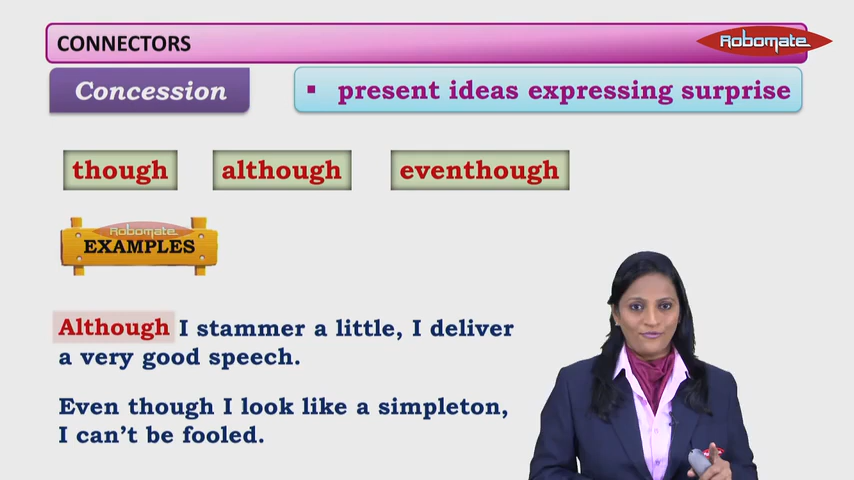 CONNECTORS
Robomate
Concession
▪ present ideas expressing surprise
though although eventhough
Robomate
EXAMPLES
Although I stammer a little, I deliver
a very good speech.
Even though I look like a simpleton,
I can't be fooled.